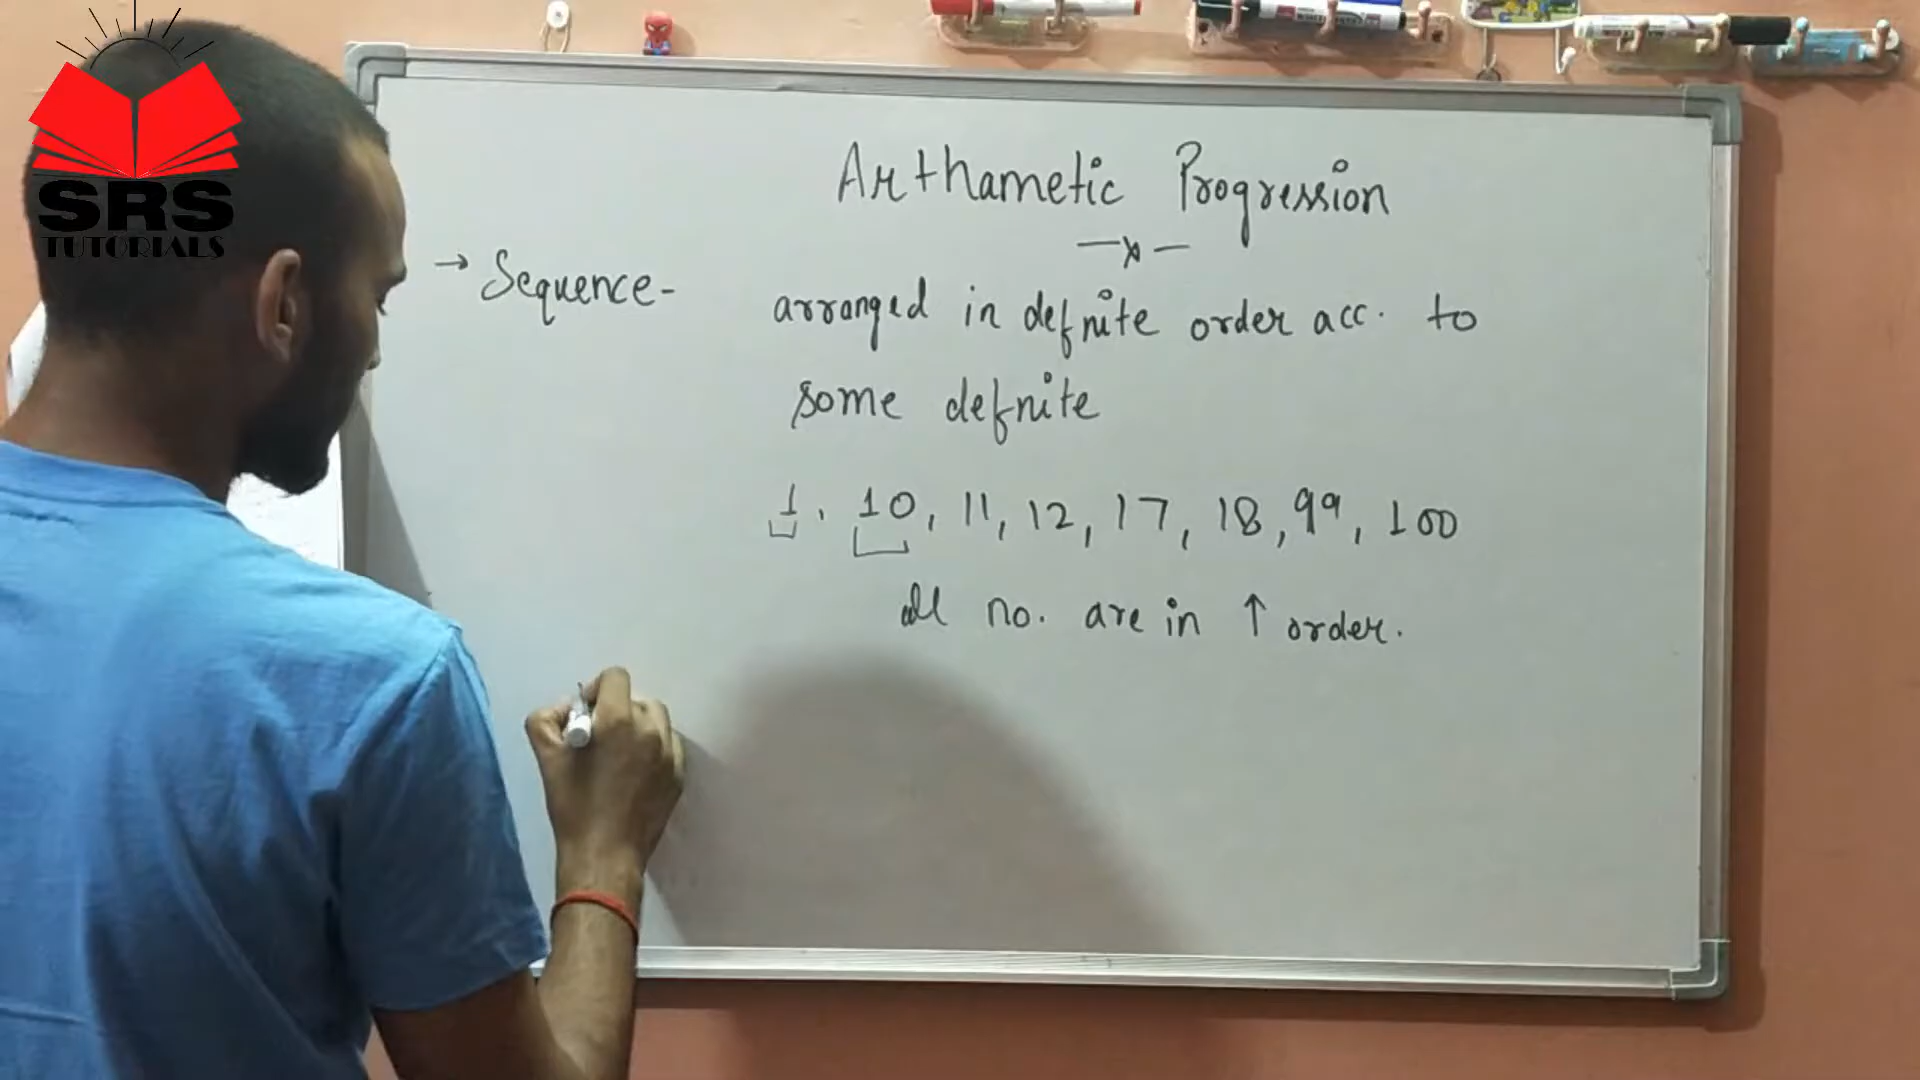 SRS
TUTORIALS
Arthametic Progression
→ Sequence- arranged in defnite order acc. to
some defnite
1, 10, 11, 12, 17, 18, 99, 100
all no. are in ↑ order.